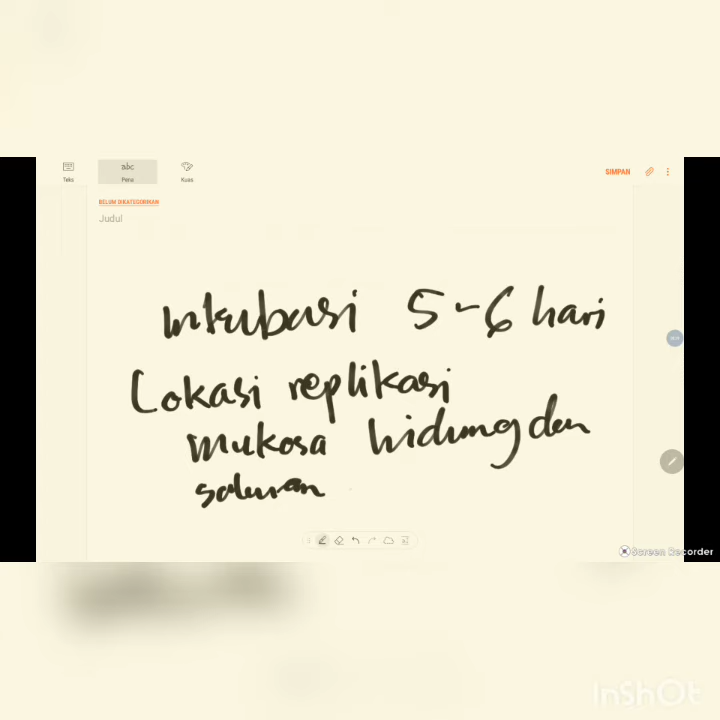 Teks
abc
Pena
Kuas
SIMPAN
BELUM DIKATEGORIKAN
Judul
Inkubasi 5-6 hari
Lokasi replikasi
mukosa hidung dan
saluran
Screen Recorder
InShOt